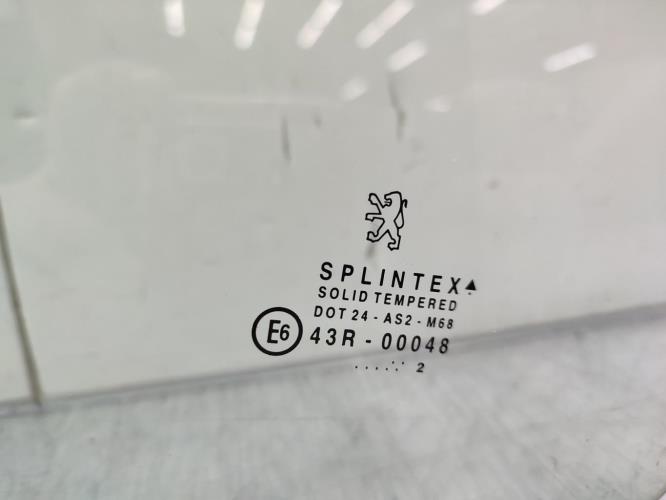 SPLINTEX▲
SOLID TEMPERED
DOT 24 - AS2 - M68
E6 43R - 00048
....... 2